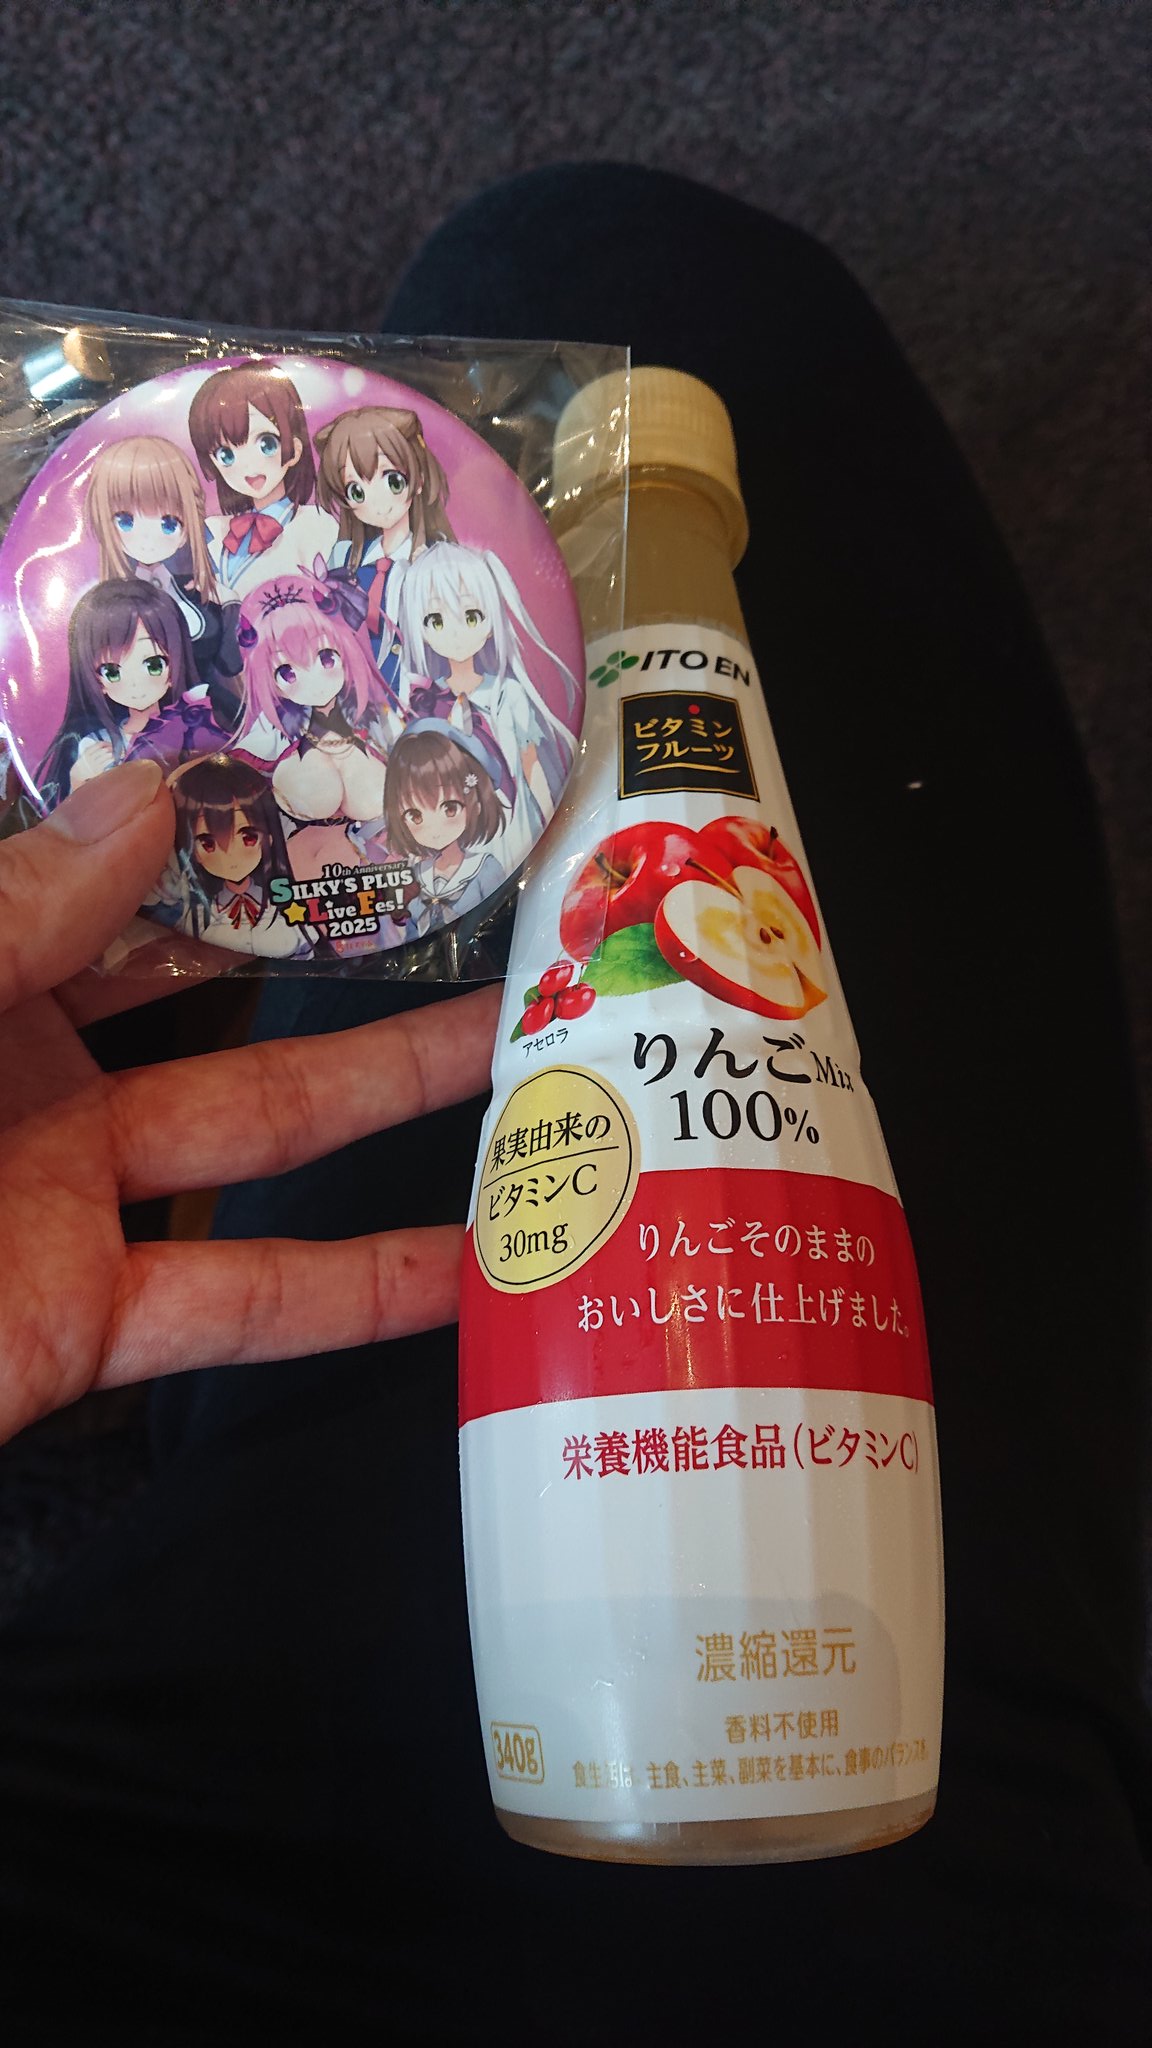 10th Anniversary
SILKY'S PLUS
Live Fes!
2025
ITO EN
ビタミン
フルーツ
アセロラ
りんごMix
100%
果実由来の
ビタミンC
30mg
りんごそのままの
おいしさに仕上げました。
栄養機能食品(ビタミンC)
濃縮還元
香料不使用
340g
食生活は、主食、主菜、副菜を基本に、食事のバランスを。